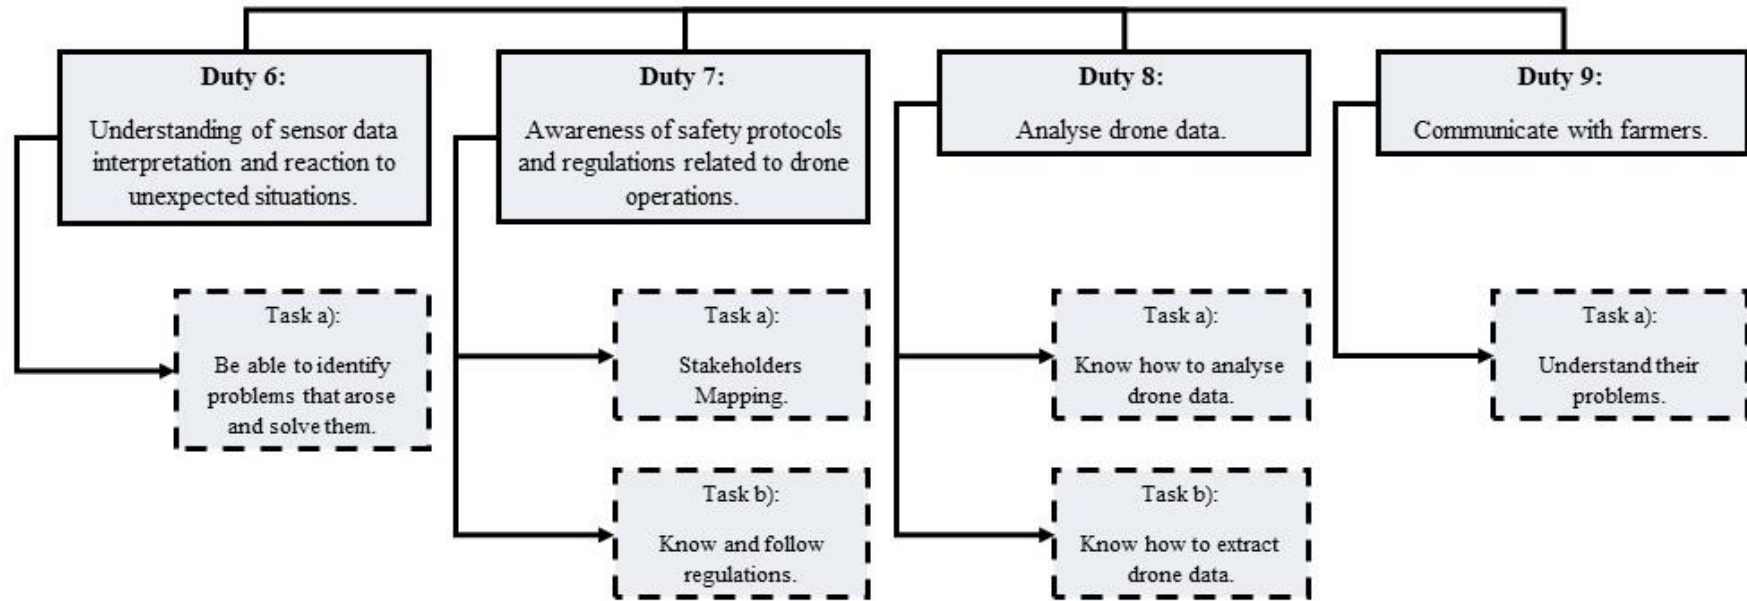 Duty 6:
Understanding of sensor data
interpretation and reaction to
unexpected situations.
Task a):
Be able to identify
problems that arose
and solve them.
Duty 7:
Awareness of safety protocols
and regulations related to drone
operations.
Task a):
Stakeholders
Mapping.
Task b):
Know and follow
regulations.
Duty 8:
Analyse drone data.
Task a):
Know how to analyse
drone data.
Task b):
Know how to extract
drone data.
Duty 9:
Communicate with farmers.
Task a):
Understand their
problems.